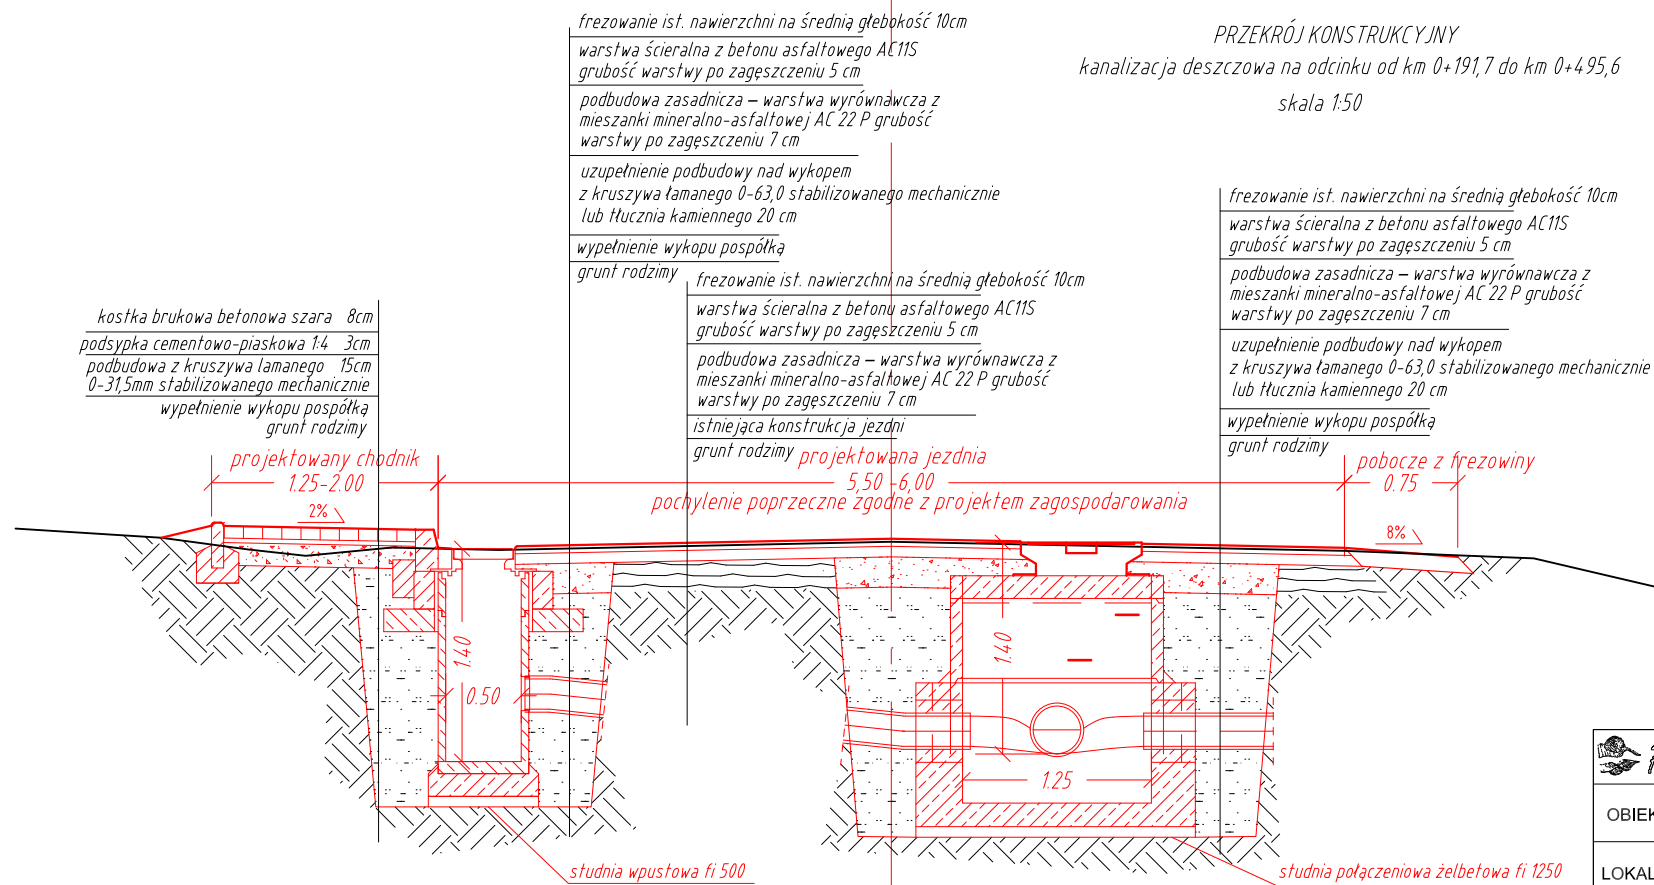 PRZEKRÓJ KONSTRUKCYJNY
kanalizacja deszczowa na odcinku od km 0+191,7 do km 0+495,6
skala 1:50
frezowanie ist. nawierzchni na średnią głebokość 10cm
warstwa ścieralna z betonu asfaltowego AC11S
grubość warstwy po zagęszczeniu 5 cm
podbudowa zasadnicza – warstwa wyrównawcza z
mieszanki mineralno-asfaltowej AC 22 P grubość
warstwy po zagęszczeniu 7 cm
uzupełnienie podbudowy nad wykopem
z kruszywa łamanego 0-63,0 stabilizowanego mechanicznie
lub tłucznia kamiennego 20 cm
wypełnienie wykopu pospółką
grunt rodzimy
frezowanie ist. nawierzchni na średnią głebokość 10cm
warstwa ścieralna z betonu asfaltowego AC11S
grubość warstwy po zagęszczeniu 5 cm
podbudowa zasadnicza – warstwa wyrównawcza z
mieszanki mineralno-asfaltowej AC 22 P grubość
warstwy po zagęszczeniu 7 cm
istniejąca konstrukcja jezdni
grunt rodzimy
frezowanie ist. nawierzchni na średnią głebokość 10cm
warstwa ścieralna z betonu asfaltowego AC11S
grubość warstwy po zagęszczeniu 5 cm
podbudowa zasadnicza – warstwa wyrównawcza z
mieszanki mineralno-asfaltowej AC 22 P grubość
warstwy po zagęszczeniu 7 cm
uzupełnienie podbudowy nad wykopem
z kruszywa łamanego 0-63,0 stabilizowanego mechanicznie
lub tłucznia kamiennego 20 cm
wypełnienie wykopu pospółką
grunt rodzimy
kostka brukowa betonowa szara 8cm
podsypka cementowo-piaskowa 1:4 3cm
podbudowa z kruszywa lamanego 15cm
0-31,5mm stabilizowanego mechanicznie
wypełnienie wykopu pospółką
grunt rodzimy
projektowany chodnik
1.25-2.00
2%
projektowana jezdnia
5,50 -6,00
pochylenie poprzeczne zgodne z projektem zagospodarowania
pobocze z frezowiny
0.75
8%
1.40
0.50
1.40
1.25
studnia wpustowa fi 500
studnia połączeniowa żelbetowa fi 1250
OBIEK
LOKAL